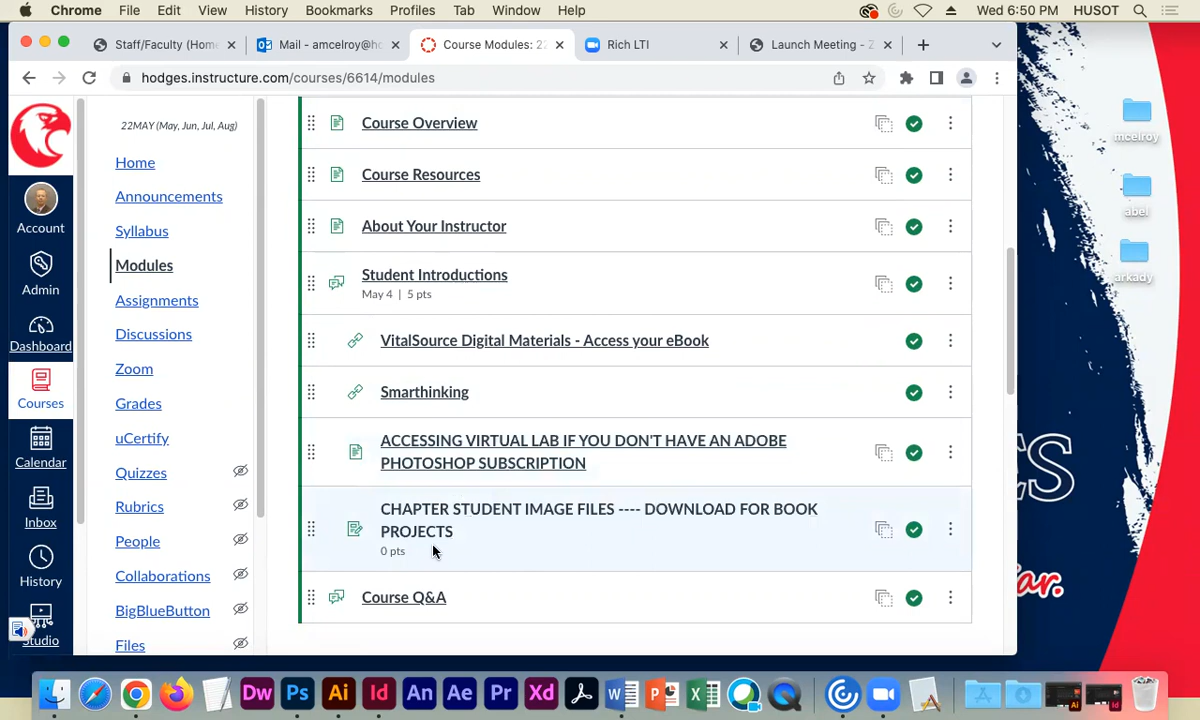 Chrome File Edit View History Bookmarks Profiles Tab Window Help Wed 6:50 PM HUSOT
Staff/Faculty (Hom Mail - amcelroy@ho Course Modules: 22 Rich LTI Launch Meeting - Z
hodges.instructure.com/courses/6614/modules
22MAY (May, Jun, Jul, Aug)
Home
Announcements
Syllabus
Modules
Assignments
Discussions
Zoom
Grades
uCertify
Quizzes
Rubrics
People
Collaborations
BigBlueButton
Files
Account
Admin
Dashboard
Courses
Calendar
Inbox
History
Studio
Course Overview
Course Resources
About Your Instructor
Student Introductions
May 4 | 5 pts
VitalSource Digital Materials - Access your eBook
Smarthinking
ACCESSING VIRTUAL LAB IF YOU DON'T HAVE AN ADOBE
PHOTOSHOP SUBSCRIPTION
CHAPTER STUDENT IMAGE FILES ---- DOWNLOAD FOR BOOK
PROJECTS
0 pts
Course Q&A
mcelroy
abel
arkady
Dw Ps Ai Id An Ae Pr Xd